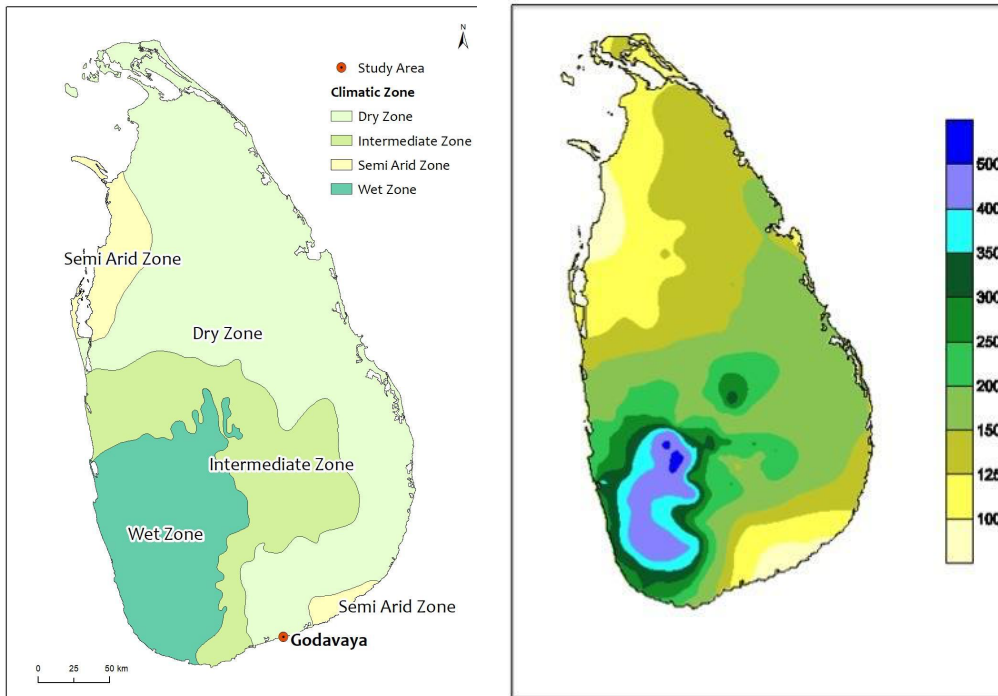 N
Study Area
Climatic Zone
Dry Zone
Intermediate Zone
Semi Arid Zone
Wet Zone
Semi Arid Zone
Dry Zone
Intermediate Zone
Wet Zone
Semi Arid Zone
Godavaya
0 25 50 km
500
400
350
300
250
200
150
125
100